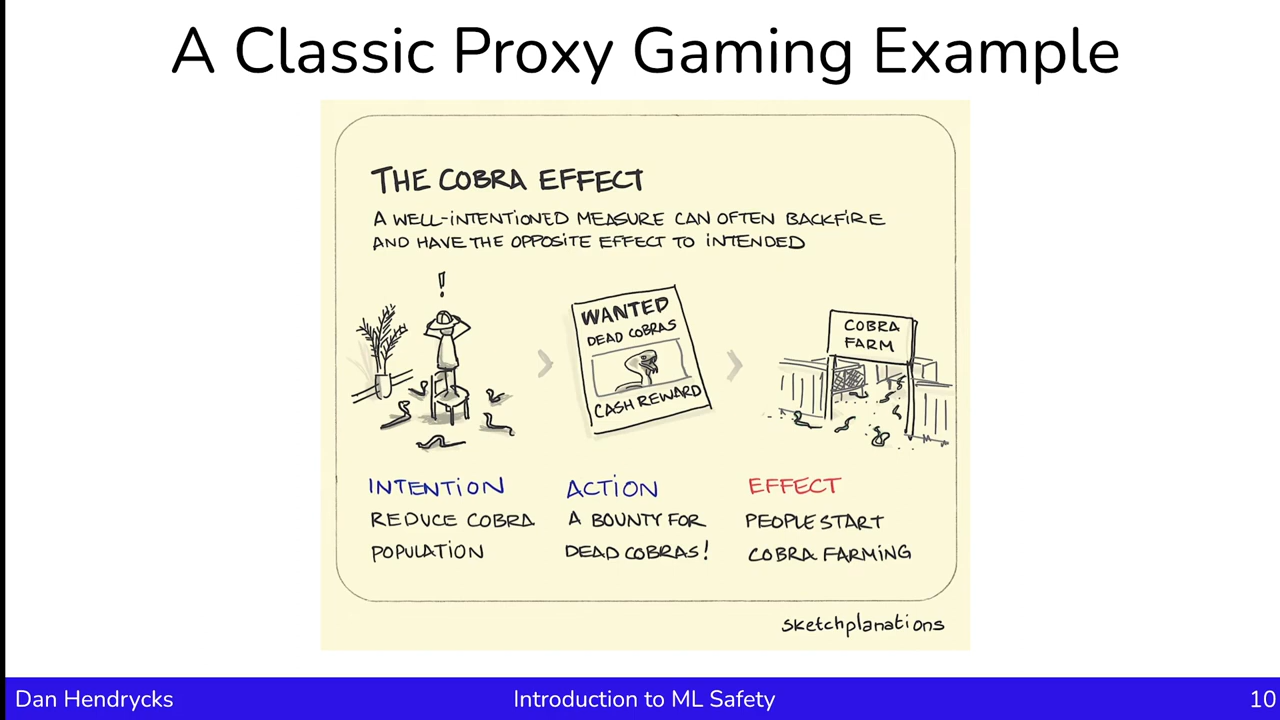 A Classic Proxy Gaming Example
THE COBRA EFFECT
A WELL-INTENTIONED MEASURE CAN OFTEN BACKFIRE
AND HAVE THE OPPOSITE EFFECT TO INTENDED
!
WANTED
DEAD COBRAS
CASH REWARD
COBRA
FARM
INTENTION
REDUCE COBRA
POPULATION
ACTION
A BOUNTY FOR
DEAD COBRAS!
EFFECT
PEOPLE START
COBRA FARMING
sketchplanations
Dan Hendrycks
Introduction to ML Safety
10